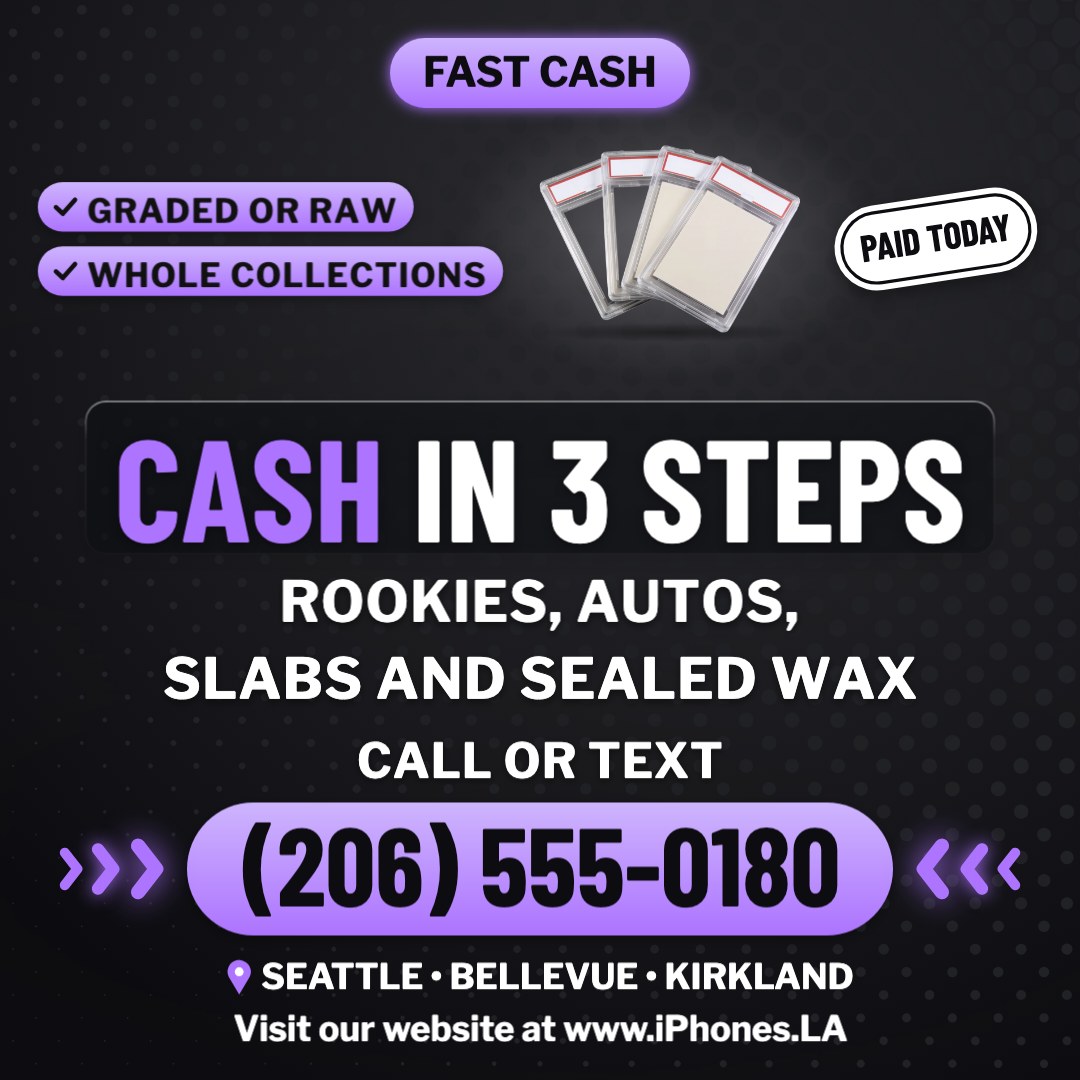 FAST CASH
GRADED OR RAW
WHOLE COLLECTIONS
PAID TODAY
CASH IN 3 STEPS
ROOKIES, AUTOS,
SLABS AND SEALED WAX
CALL OR TEXT
(206) 555-0180
SEATTLE • BELLEVUE • KIRKLAND
Visit our website at www.iPhones.LA